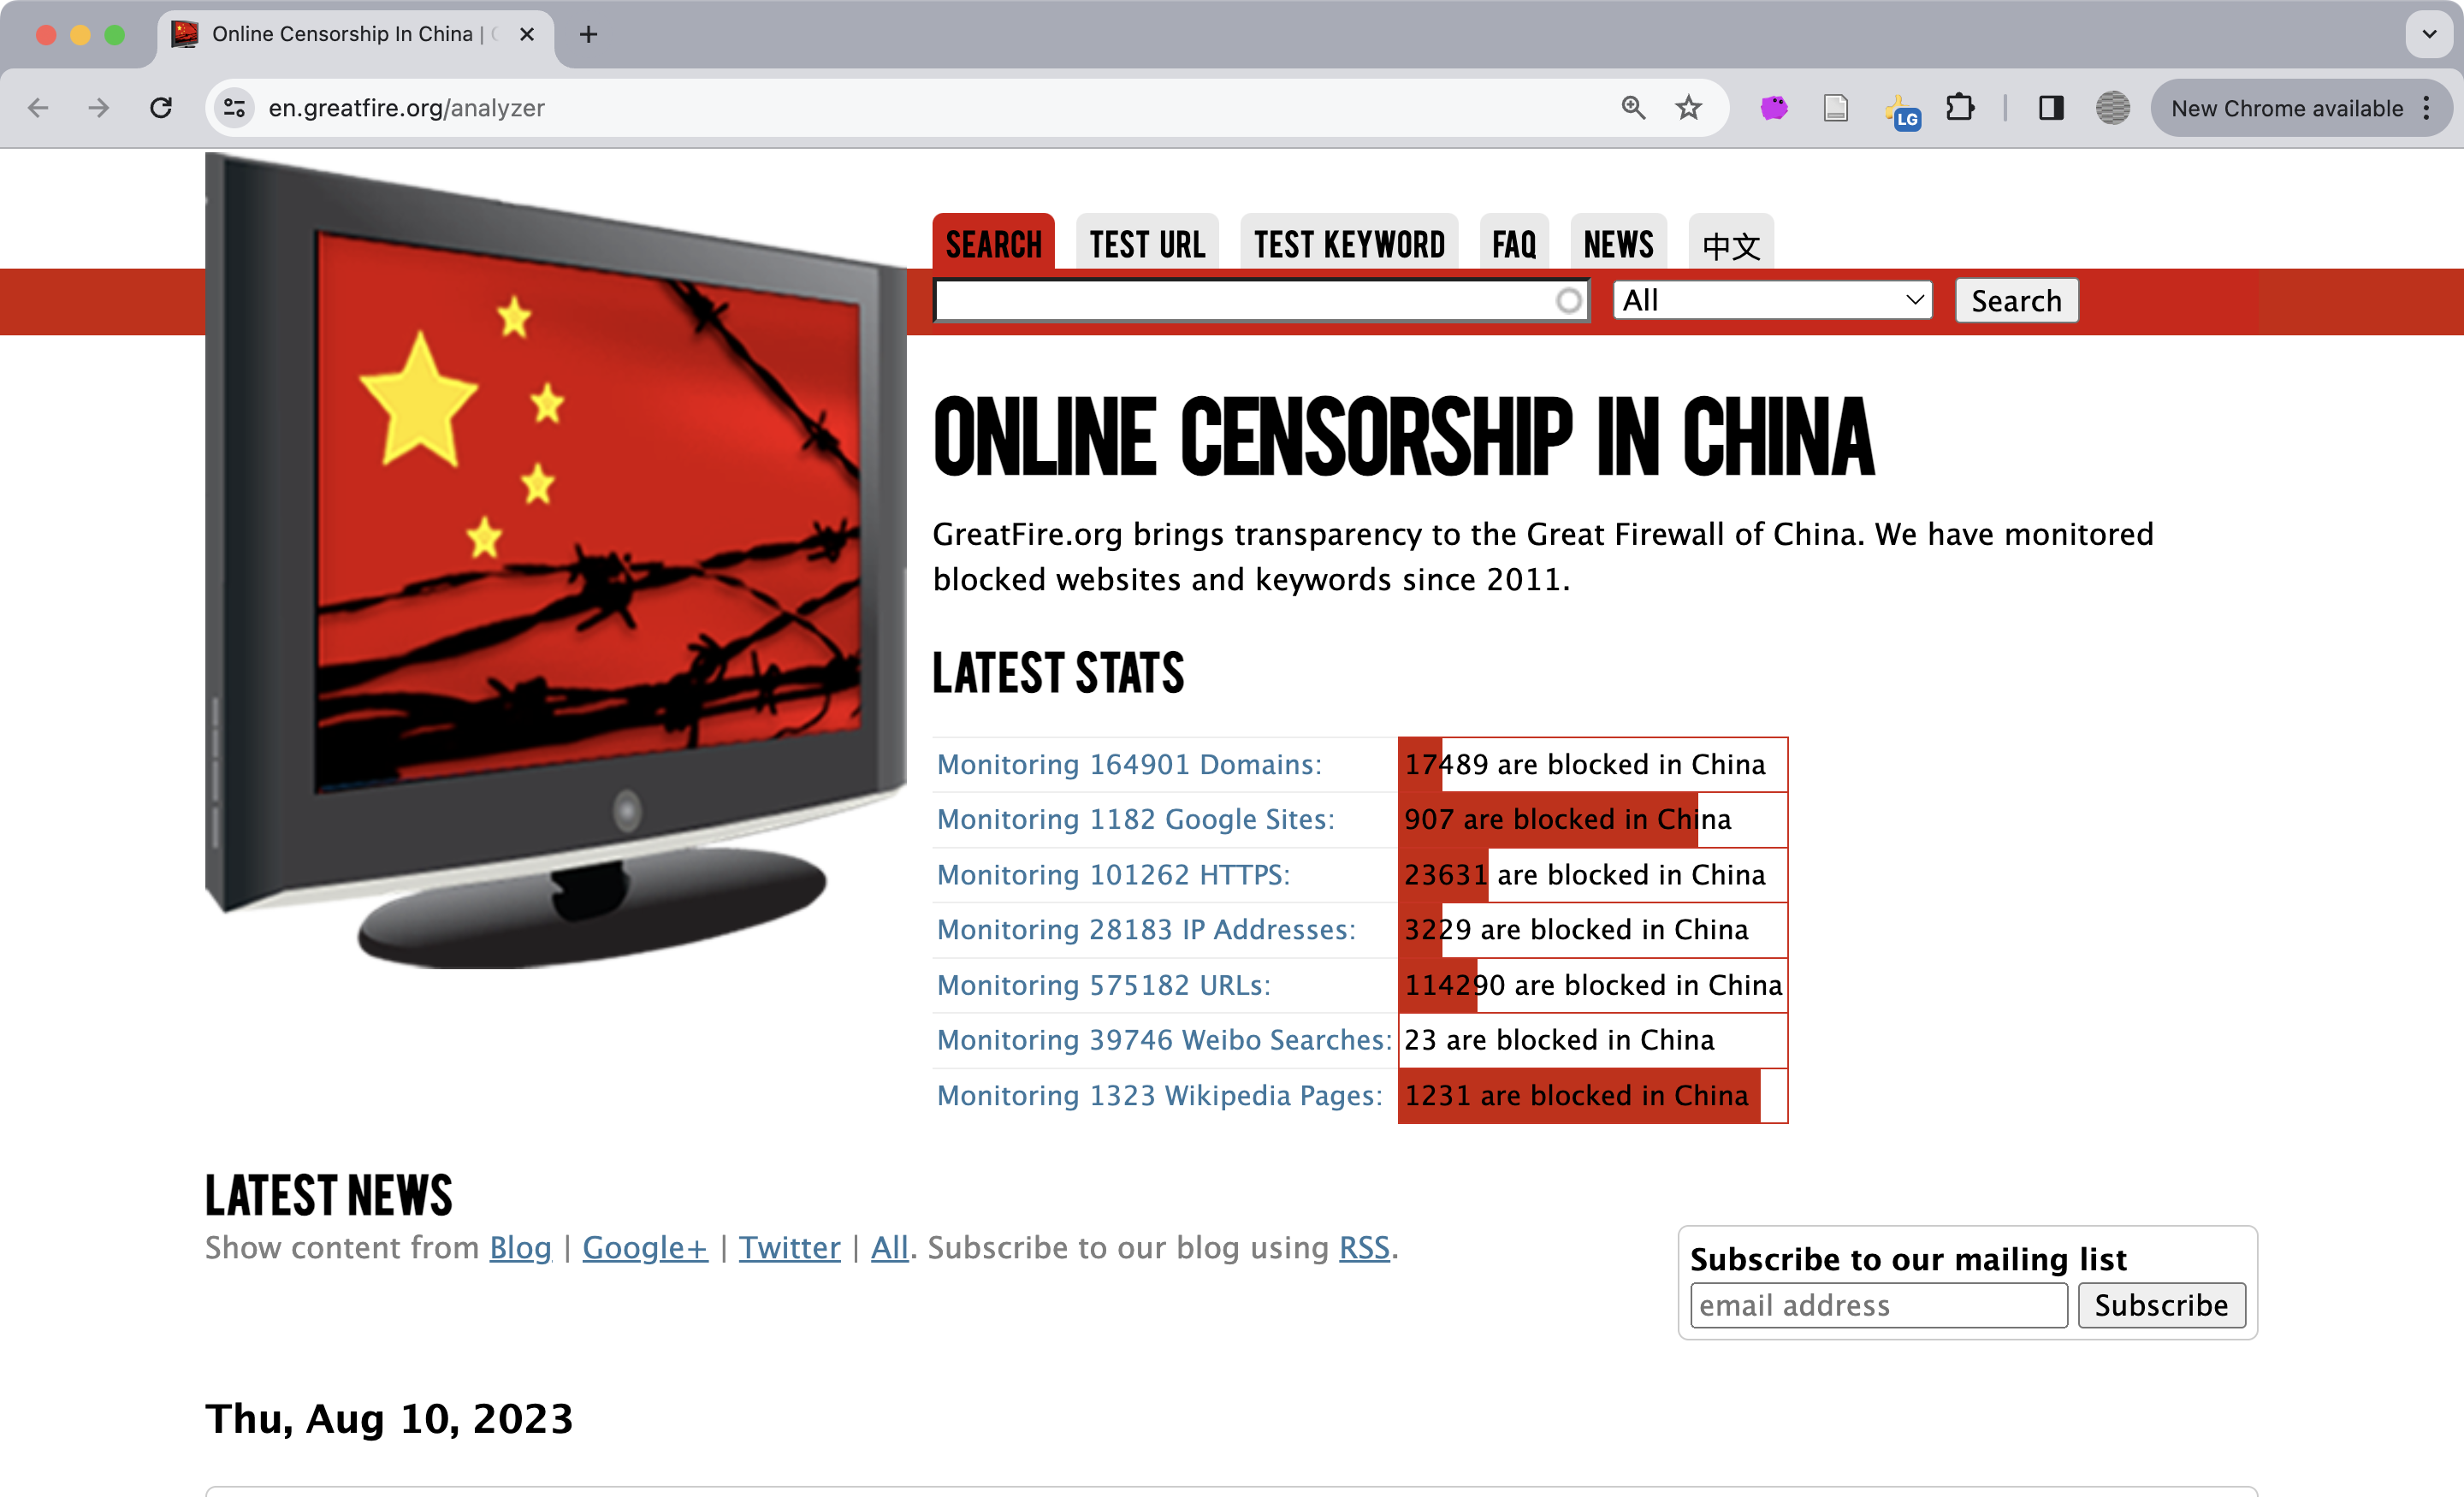 Online Censorship In China |
en.greatfire.org/analyzer
LG
New Chrome available
SEARCH
TEST URL
TEST KEYWORD
FAQ
NEWS
中文
All
Search
ONLINE CENSORSHIP IN CHINA
GreatFire.org brings transparency to the Great Firewall of China. We have monitored
blocked websites and keywords since 2011.
LATEST STATS
Monitoring 164901 Domains: 17489 are blocked in China
Monitoring 1182 Google Sites: 907 are blocked in China
Monitoring 101262 HTTPS: 23631 are blocked in China
Monitoring 28183 IP Addresses: 3229 are blocked in China
Monitoring 575182 URLs: 114290 are blocked in China
Monitoring 39746 Weibo Searches: 23 are blocked in China
Monitoring 1323 Wikipedia Pages: 1231 are blocked in China
LATEST NEWS
Show content from Blog | Google+ | Twitter | All. Subscribe to our blog using RSS.
Subscribe to our mailing list
email address
Subscribe
Thu, Aug 10, 2023